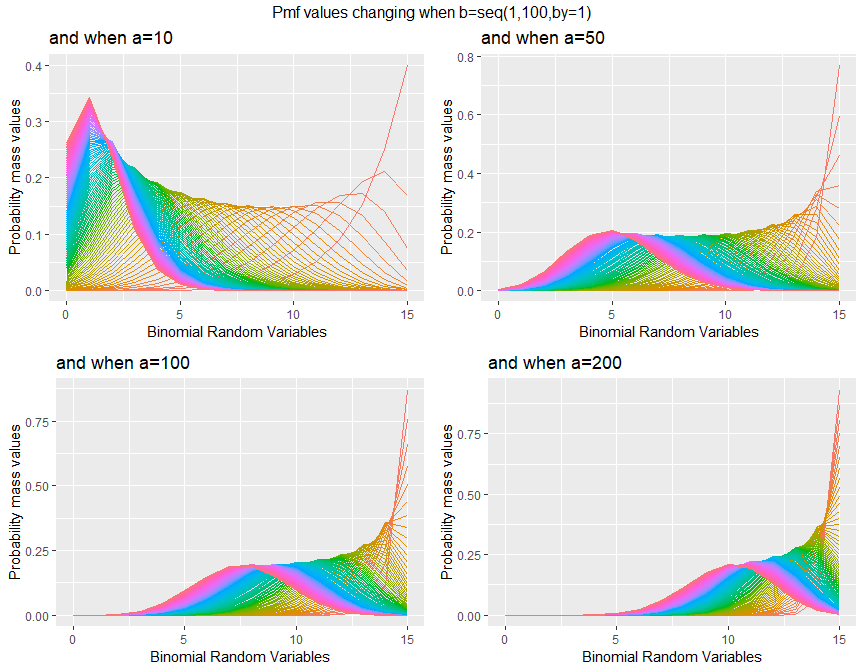 Pmf values changing when b=seq(1,100,by=1)
and when a=10
Probability mass values
0.4
0.3
0.2
0.1
0.0
0
5
10
15
Binomial Random Variables
and when a=50
Probability mass values
0.8
0.6
0.4
0.2
0.0
0
5
10
15
Binomial Random Variables
and when a=100
Probability mass values
0.75
0.50
0.25
0.00
0
5
10
15
Binomial Random Variables
and when a=200
Probability mass values
0.75
0.50
0.25
0.00
0
5
10
15
Binomial Random Variables